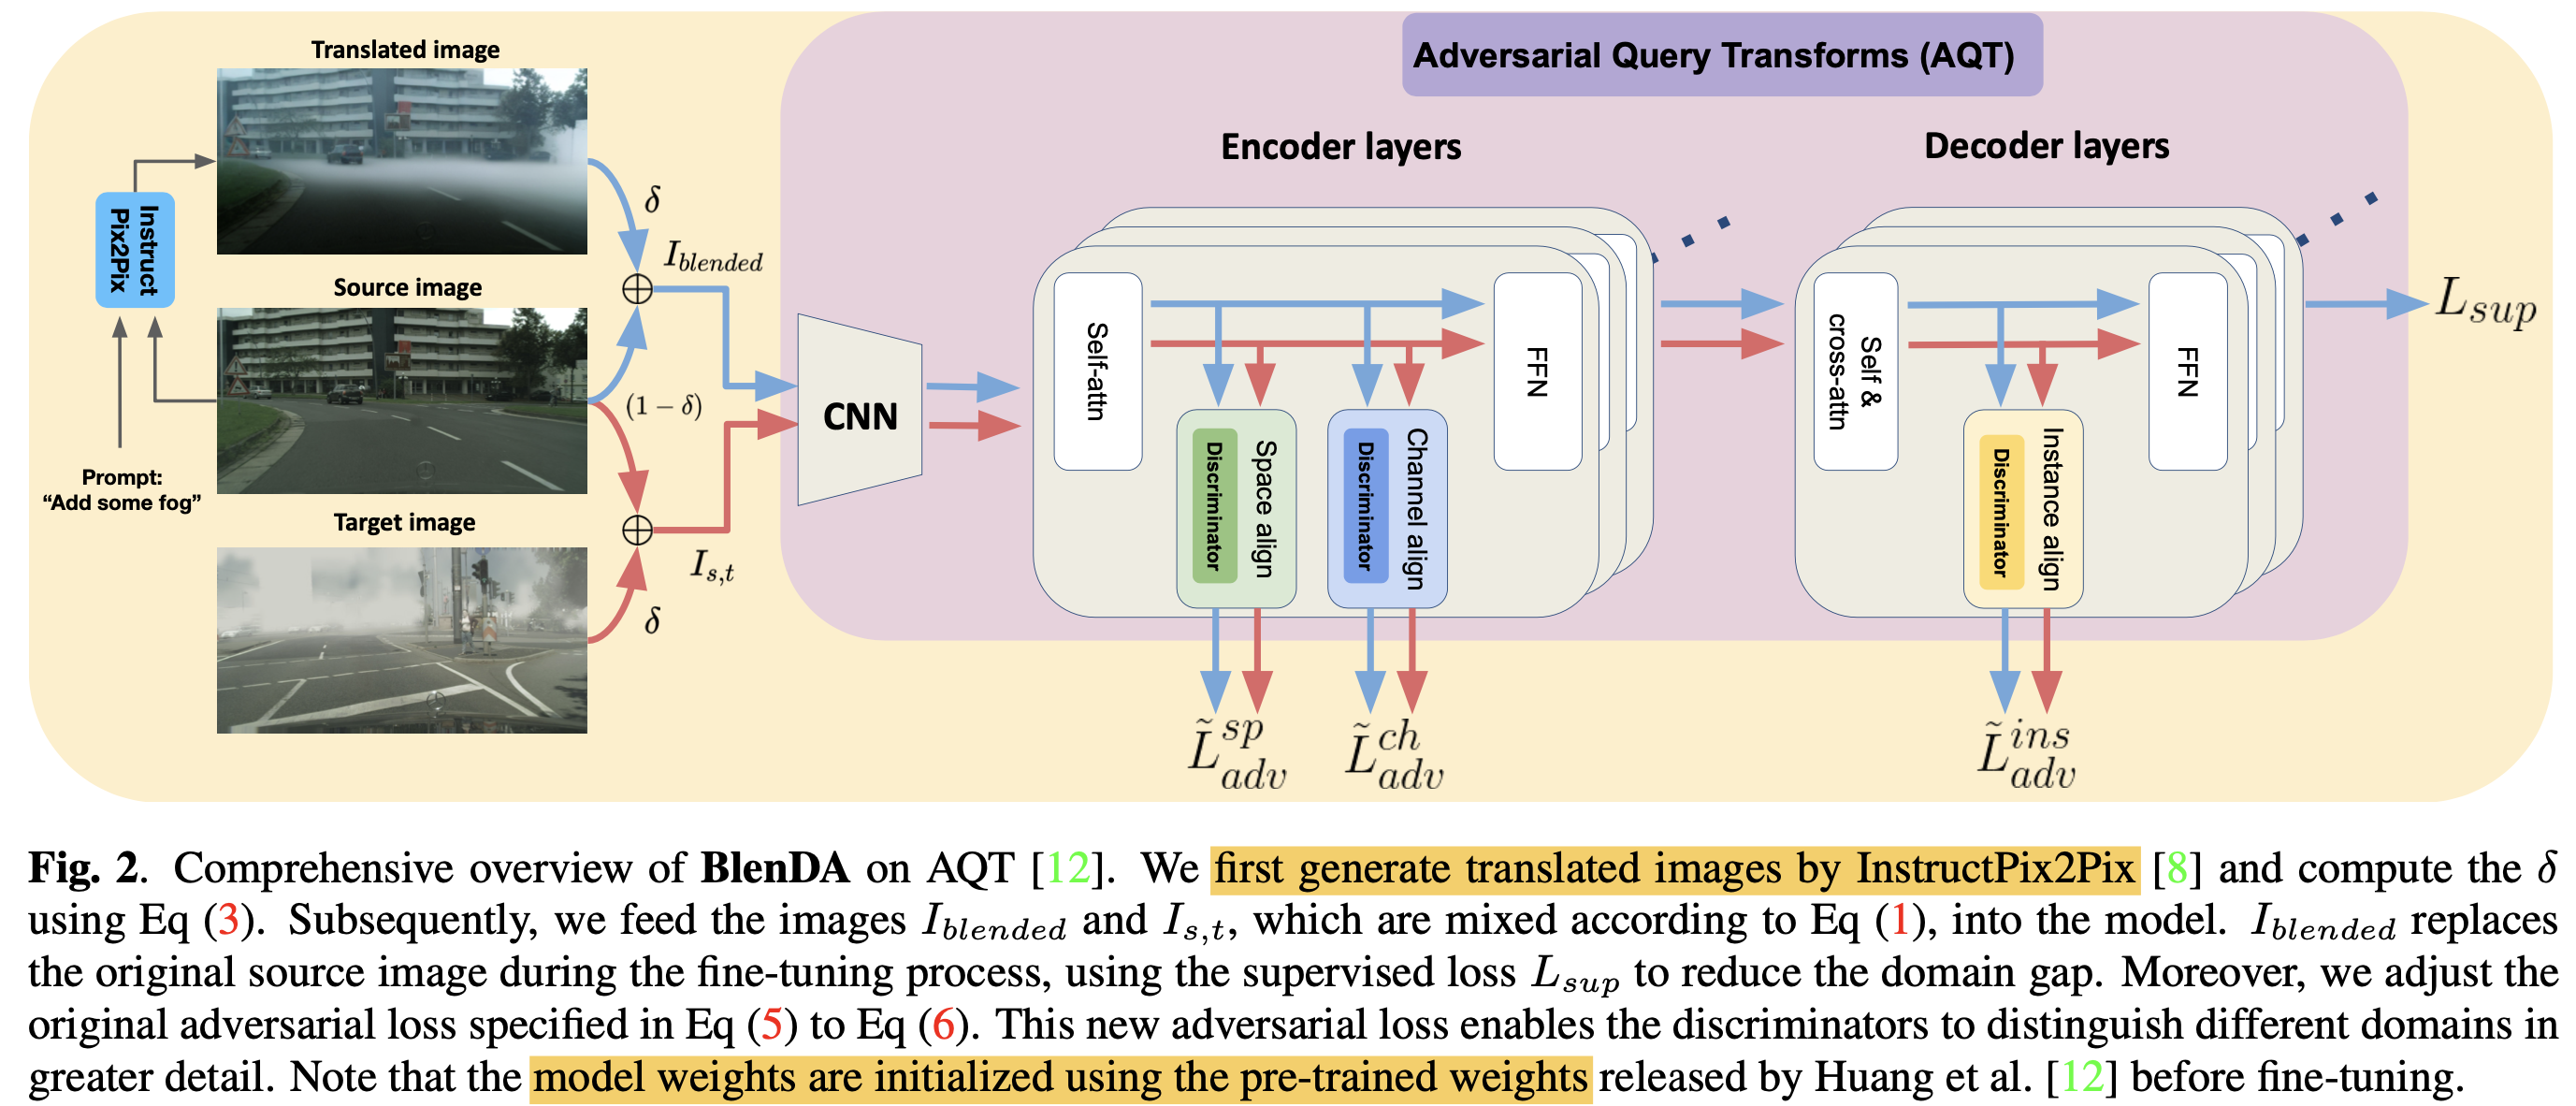 Adversarial Query Transforms (AQT)
Translated image
Encoder layers
Decoder layers
Instruct
Pix2Pix
δ
I_{blended}
Source image
(1 − δ)
Prompt:
“Add some fog”
Target image
I_{s,t}
δ
CNN
Self-attn
Discriminator
Space align
Discriminator
Channel align
FFN
Self &
cross-attn
Discriminator
Instance align
FFN
L_{sup}
\tilde{L}^{sp}_{adv}
\tilde{L}^{ch}_{adv}
\tilde{L}^{ins}_{adv}
Fig. 2. Comprehensive overview of BlenDA on AQT [12]. We first generate translated images by InstructPix2Pix [8] and compute the δ
using Eq (3). Subsequently, we feed the images I_{blended} and I_{s,t}, which are mixed according to Eq (1), into the model. I_{blended} replaces
the original source image during the fine-tuning process, using the supervised loss L_{sup} to reduce the domain gap. Moreover, we adjust the
original adversarial loss specified in Eq (5) to Eq (6). This new adversarial loss enables the discriminators to distinguish different domains in
greater detail. Note that the model weights are initialized using the pre-trained weights released by Huang et al. [12] before fine-tuning.